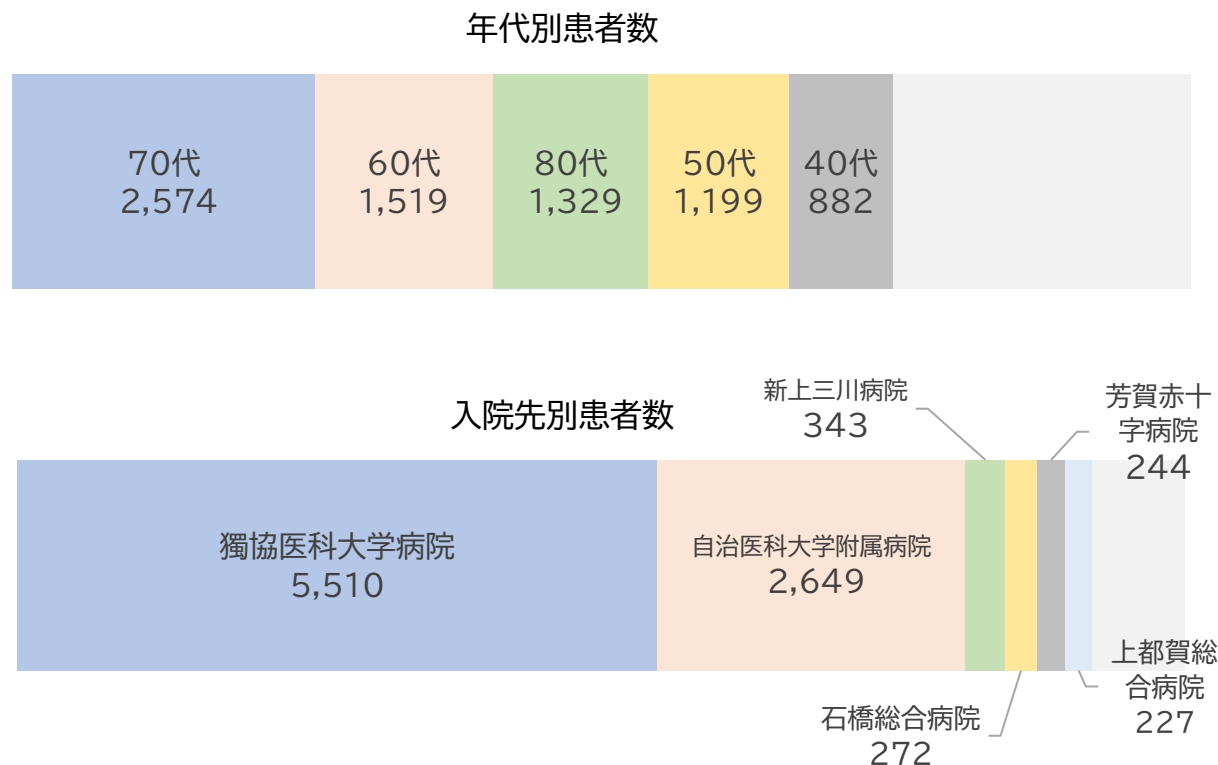 年代別患者数
70代
2,574
60代
1,519
80代
1,329
50代
1,199
40代
882
入院先別患者数
新上三川病院
343
芳賀赤十
字病院
244
獨協医科大学病院
5,510
自治医科大学附属病院
2,649
石橋総合病院
272
上都賀総
合病院
227